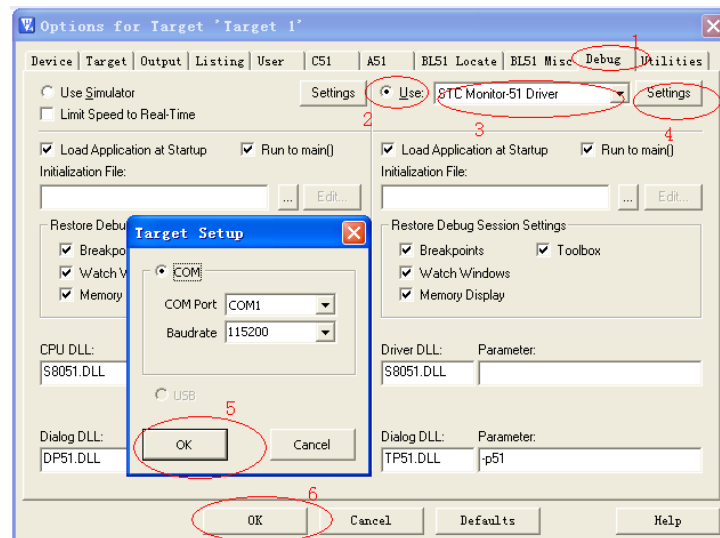 Options for Target 'Target 1'
1
Device Target Output Listing User C51 A51 BL51 Locate BL51 Misc Debug Utilities
Use Simulator Settings Use: STC Monitor-51 Driver Settings
Limit Speed to Real-Time
2 3 4
Load Application at Startup Run to main() Load Application at Startup Run to main()
Initialization File: Initialization File:
... Edit... ... Edit...
Restore Debu Restore Debug Session Settings
Breakpo Breakpoints Toolbox
Watch W Watch Windows
Memory Memory Display
Target Setup
COM
COM Port COM1
Baudrate 115200
USB
5
OK Cancel
CPU DLL: Driver DLL: Parameter:
S8051.DLL S8051.DLL
Dialog DLL: Dialog DLL: Parameter:
DP51.DLL TP51.DLL -p51
6
OK Cancel Defaults Help